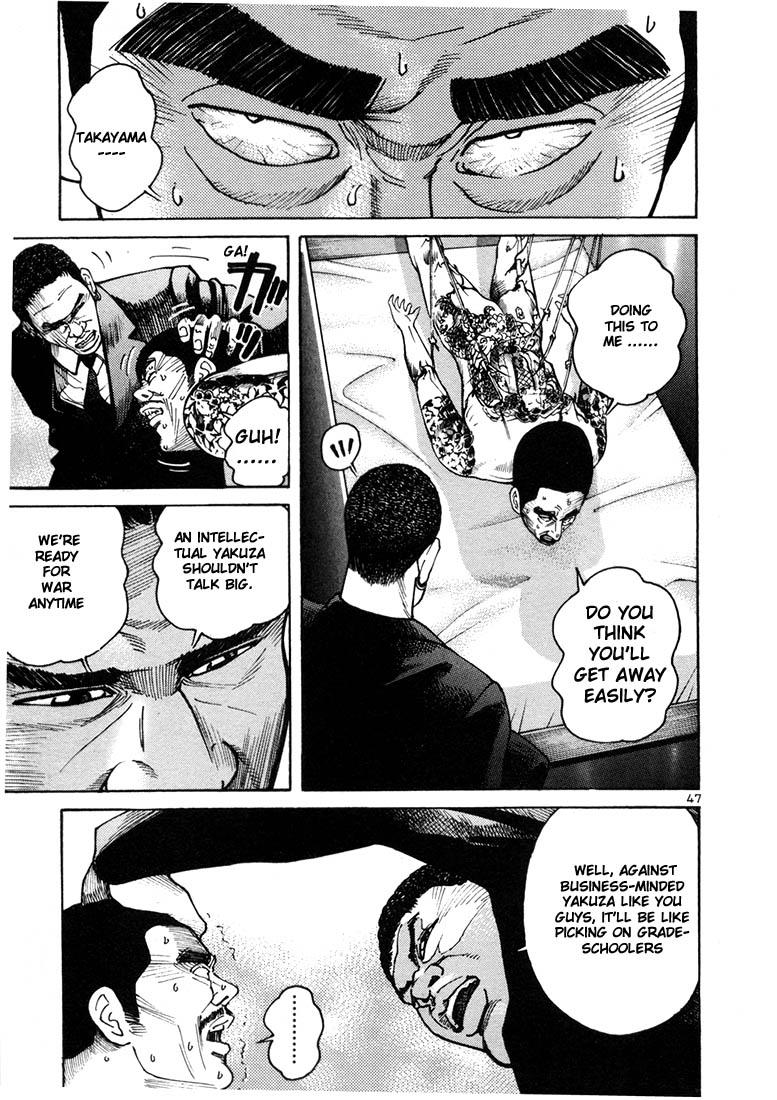 TAKAYAMA
----
DOING
THIS TO
ME ......
DO YOU
THINK
YOU'LL
GET AWAY
EASILY?
GA!
ガッ
GUH!
......
AN INTELLEC-
TUAL YAKUZA
SHOULDN'T
TALK BIG.
WE'RE
READY
FOR
WAR
ANYTIME
47
WELL, AGAINST
BUSINESS-MINDED
YAKUZA LIKE YOU
GUYS, IT'LL BE LIKE
PICKING ON GRADE-
SCHOOLERS
.........